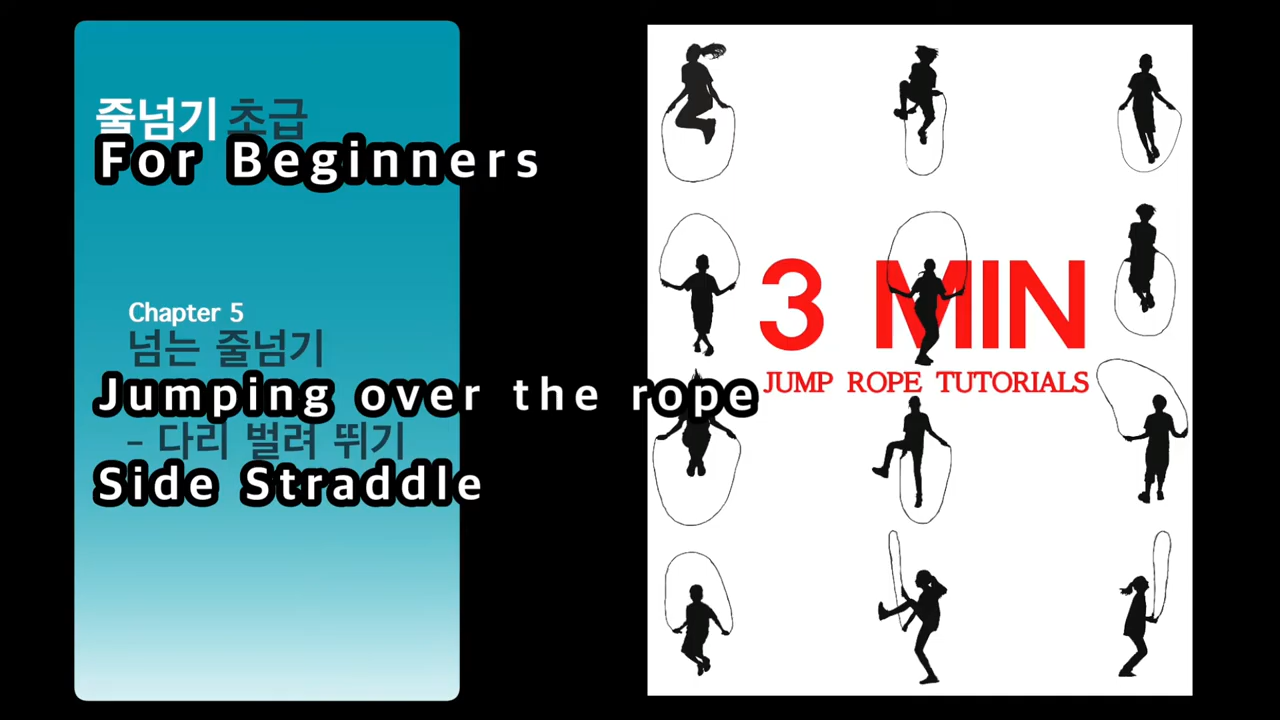 줄넘기 초급
For Beginners
Chapter 5
넘는 줄넘기
Jumping over the rope
- 다리 벌려 뛰기
Side Straddle
3 MIN
JUMP ROPE TUTORIALS